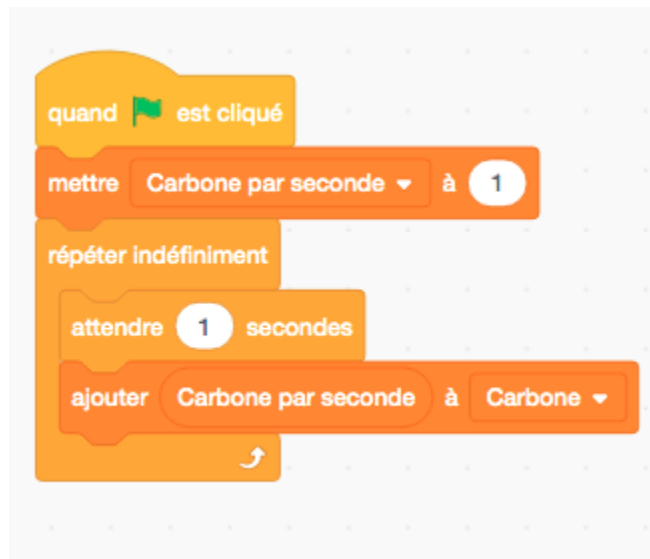 quand est cliqué
mettre Carbone par seconde à 1
répéter indéfiniment
attendre 1 secondes
ajouter Carbone par seconde à Carbone